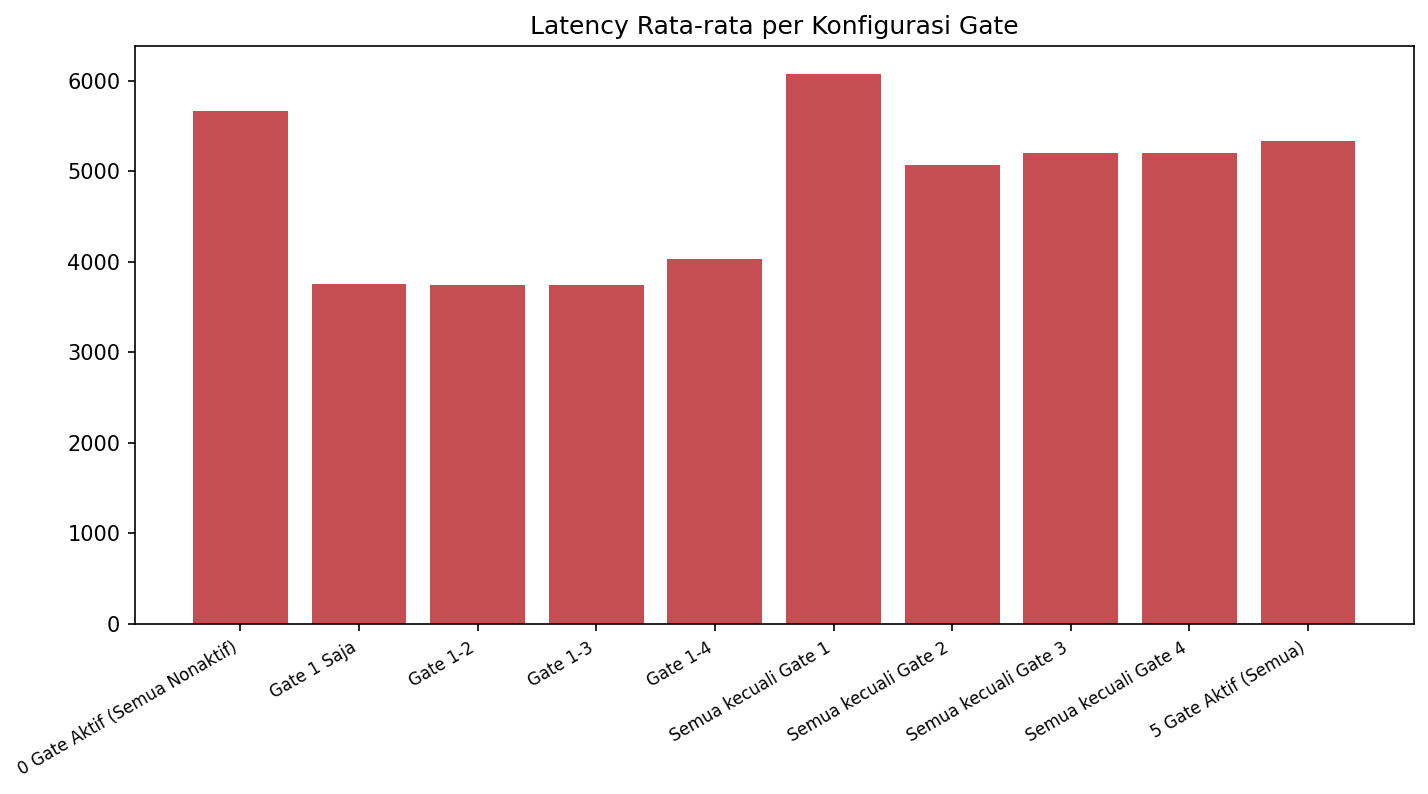 Latency Rata-rata per Konfigurasi Gate
6000
5000
4000
3000
2000
1000
0
0 Gate Aktif (Semua Nonaktif)
Gate 1 Saja
Gate 1-2
Gate 1-3
Gate 1-4
Semua kecuali Gate 1
Semua kecuali Gate 2
Semua kecuali Gate 3
Semua kecuali Gate 4
5 Gate Aktif (Semua)